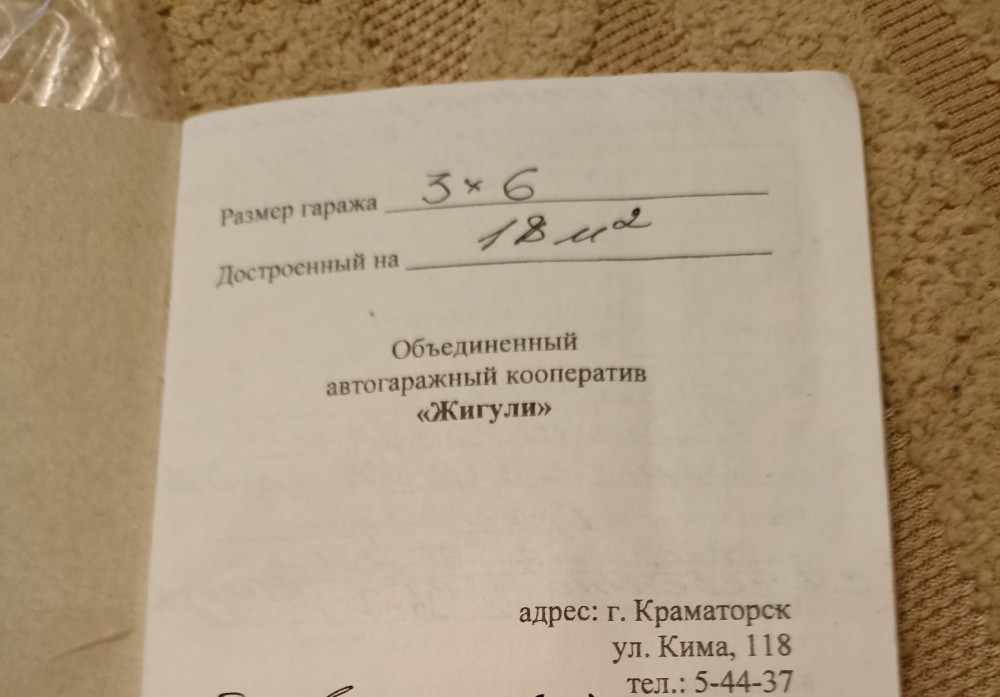 Размер гаража 3 × 6
Достроенный на 18 м²
Объединенный
автогаражный кооператив
«Жигули»
адрес: г. Краматорск
ул. Кима, 118
тел.: 5-44-37